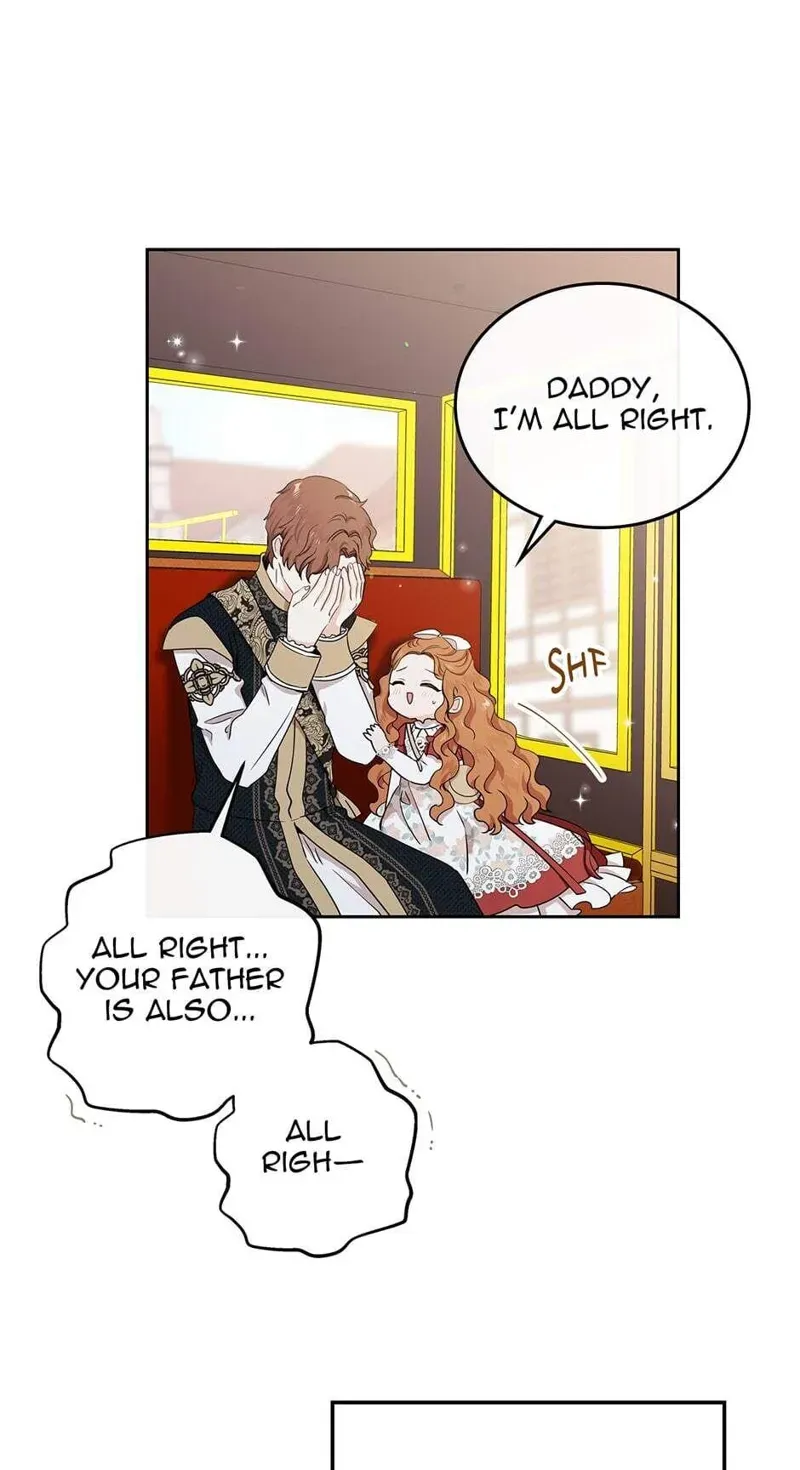 DADDY,
I'M ALL RIGHT.
SHF
ALL RIGHT...
YOUR FATHER
IS ALSO...
ALL
RIGH—